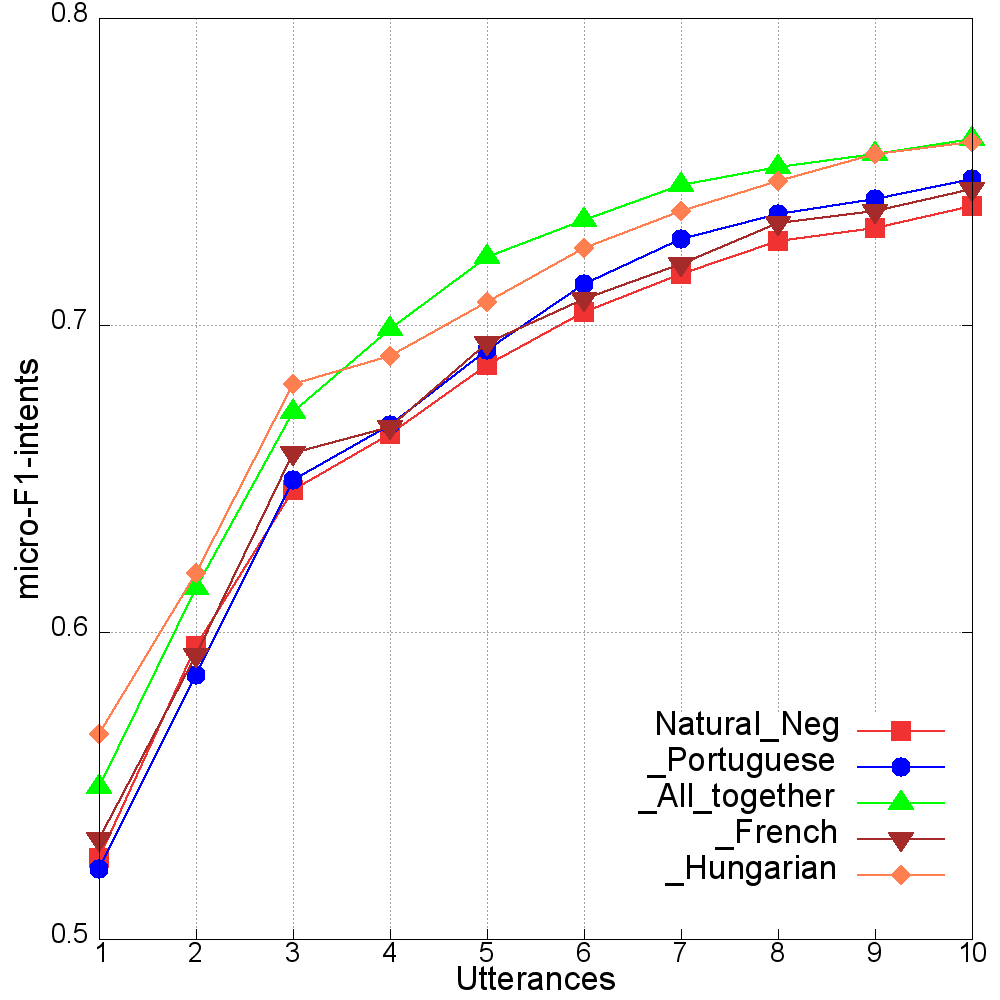 0.8
0.7
0.6
0.5
micro-F1-intents
Natural_Neg
_Portuguese
_All_together
_French
_Hungarian
1 2 3 4 5 6 7 8 9 10
Utterances